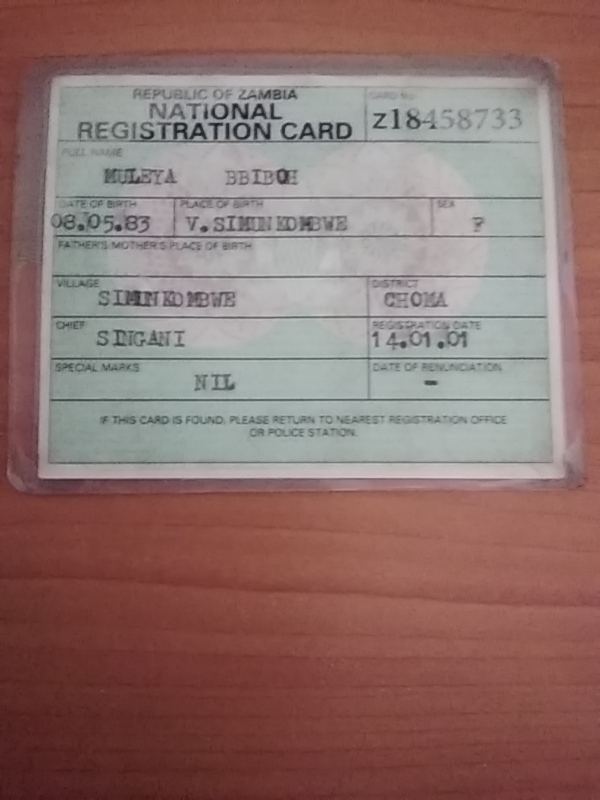 REPUBLIC OF ZAMBIA
NATIONAL
REGISTRATION CARD
CARD No.
z18458733
FULL NAME
MULEYA BBIBOH
DATE OF BIRTH PLACE OF BIRTH SEX
08.05.83 V.SIMUNKOMBWE F
FATHER'S/MOTHER'S PLACE OF BIRTH
VILLAGE DISTRICT
SIMUNKOMBWE CHOMA
CHIEF REGISTRATION DATE
SINGANI 14.01.01
SPECIAL MARKS DATE OF RENUNCIATION
NIL -
IF THIS CARD IS FOUND, PLEASE RETURN TO NEAREST REGISTRATION OFFICE
OR POLICE STATION.